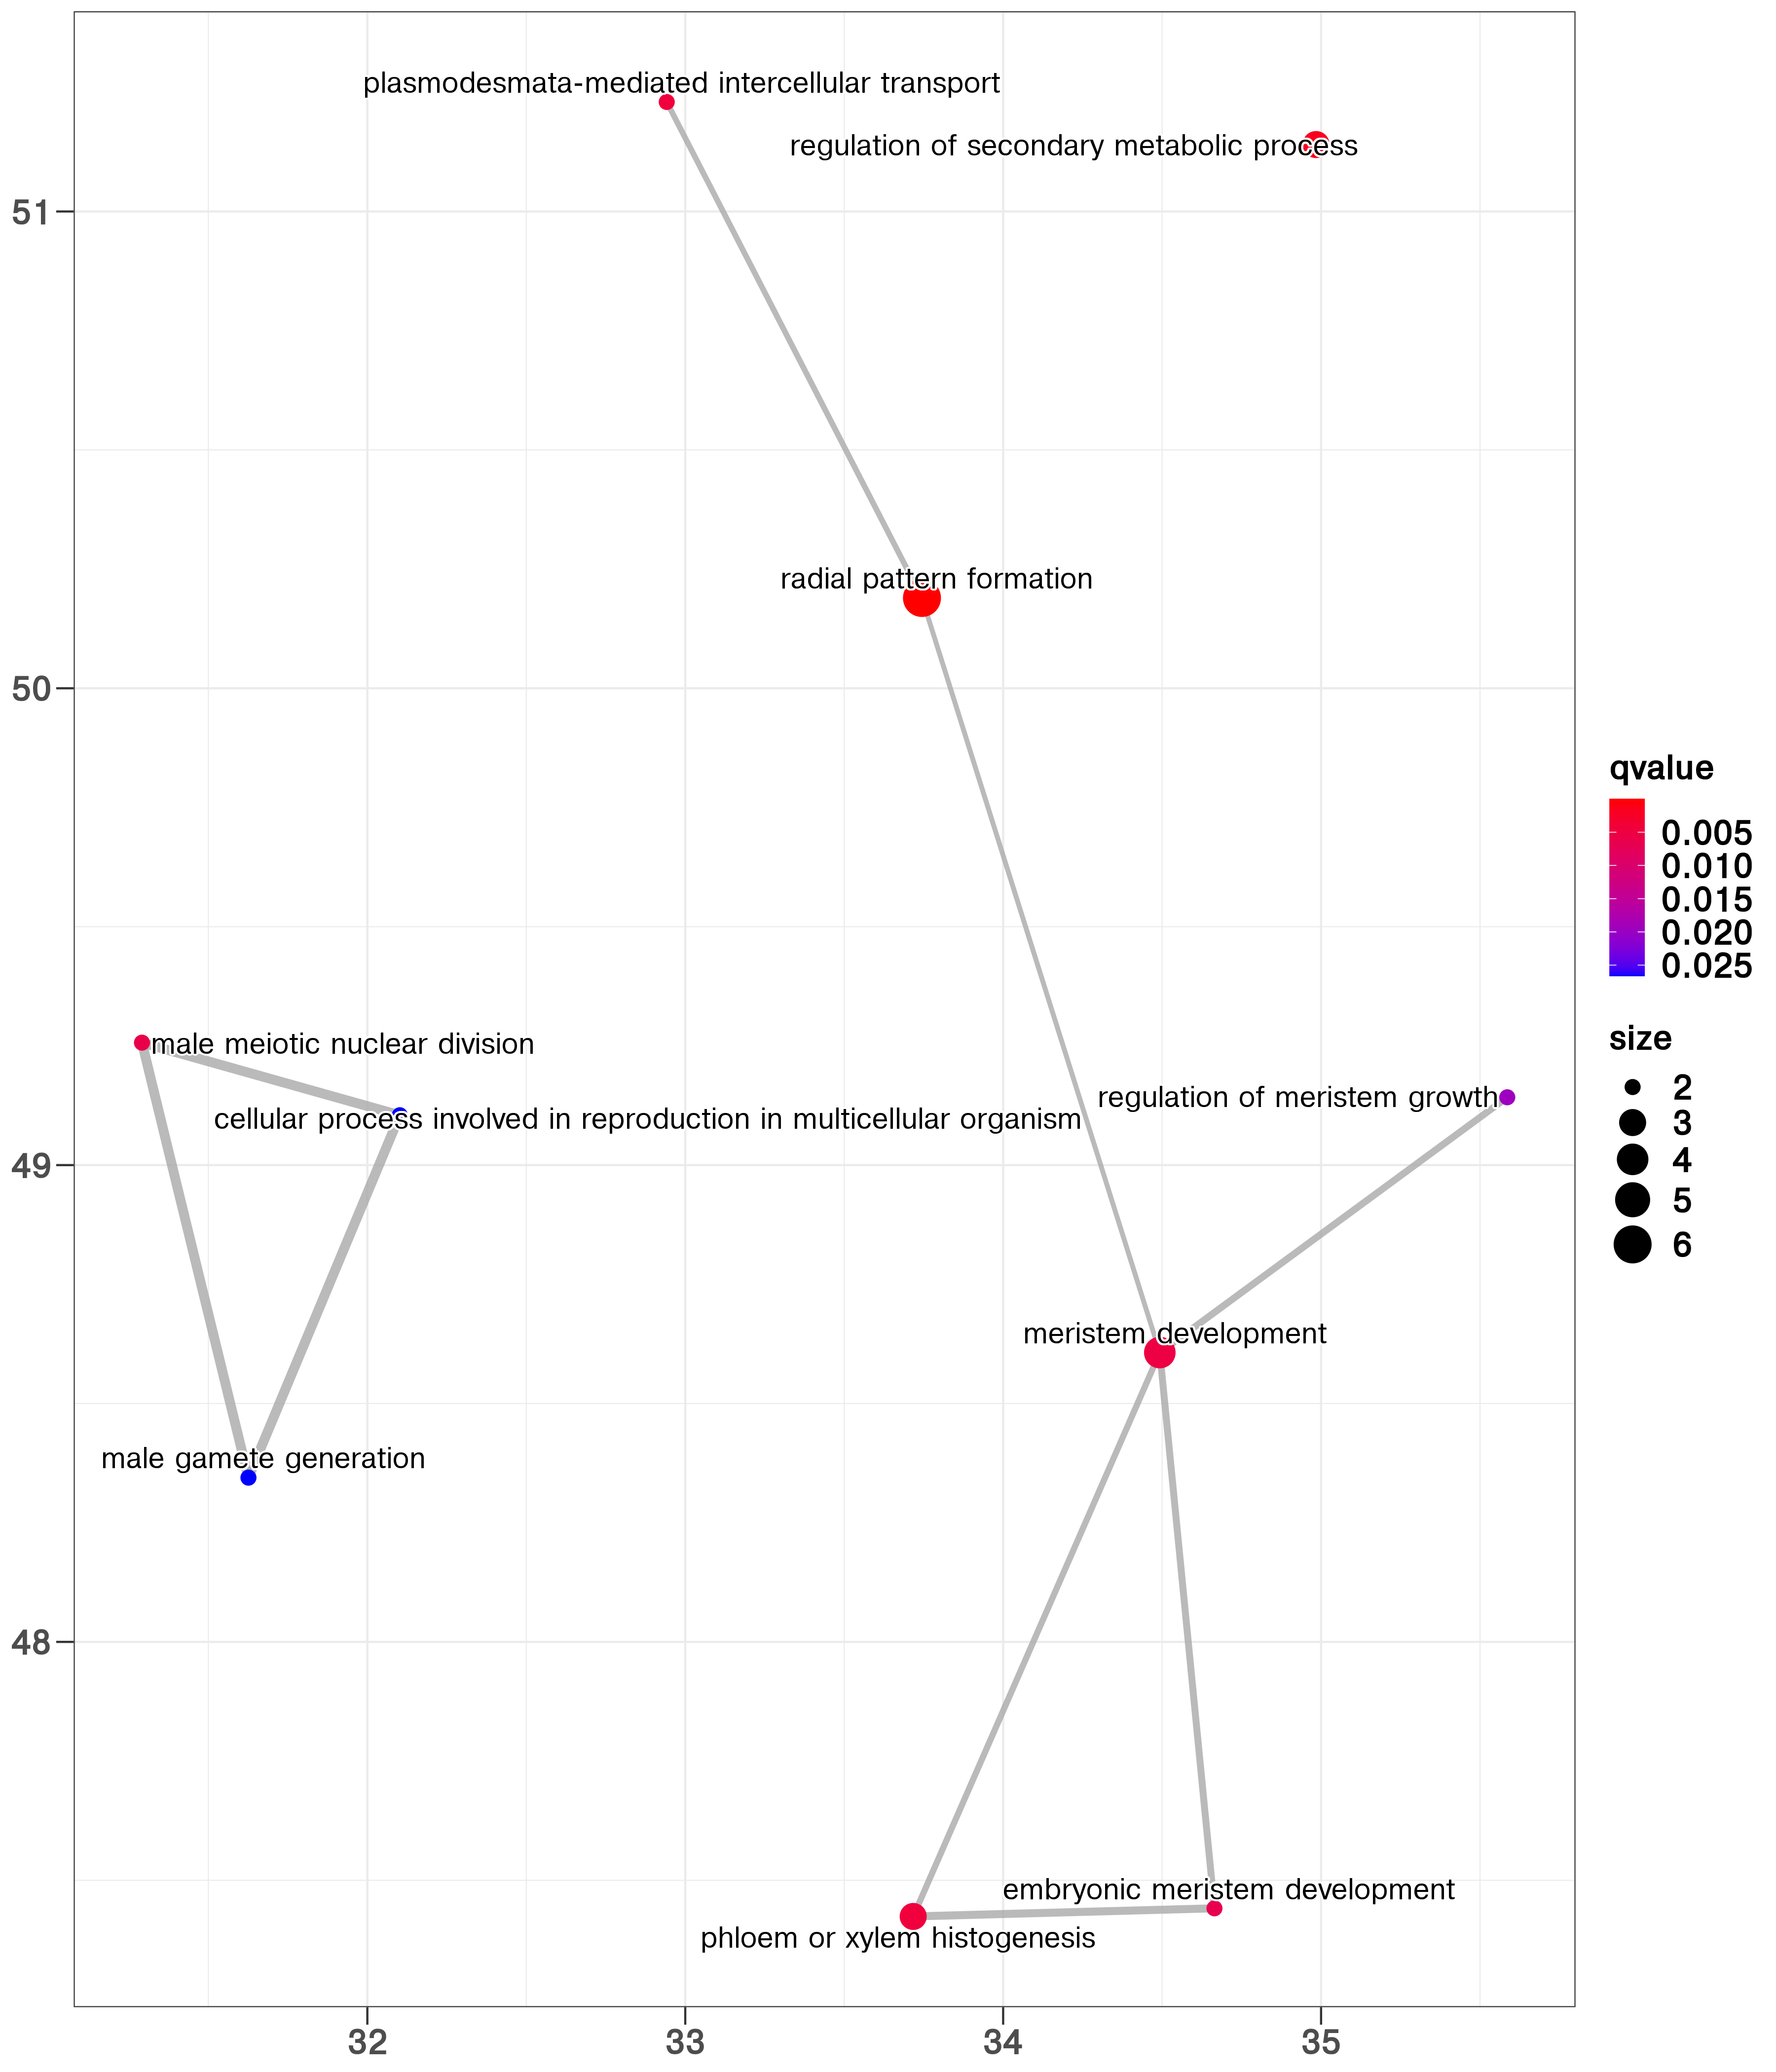 plasmodesmata-mediated intercellular transport
regulation of secondary metabolic process
51
radial pattern formation
50
qvalue
0.005
0.010
0.015
0.020
0.025
male meiotic nuclear division
size
2
regulation of meristem growth
cellular process involved in reproduction in multicellular organism
3
49
4
5
6
meristem development
male gamete generation
48
embryonic meristem development
phloem or xylem histogenesis
32
33
34
35